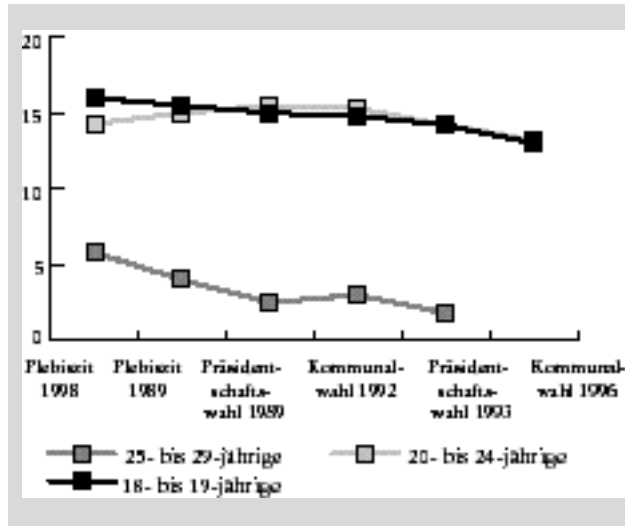 20
15
10
5
0
Plebiszit Plebiszit Präsident- Kommunal- Präsident- Kommunal-
1998 1989 schafts- wahl 1992 schafts- wahl 1996
wahl 1989 wahl 1993
25- bis 29-jährige 20- bis 24-jährige
18- bis 19-jährige